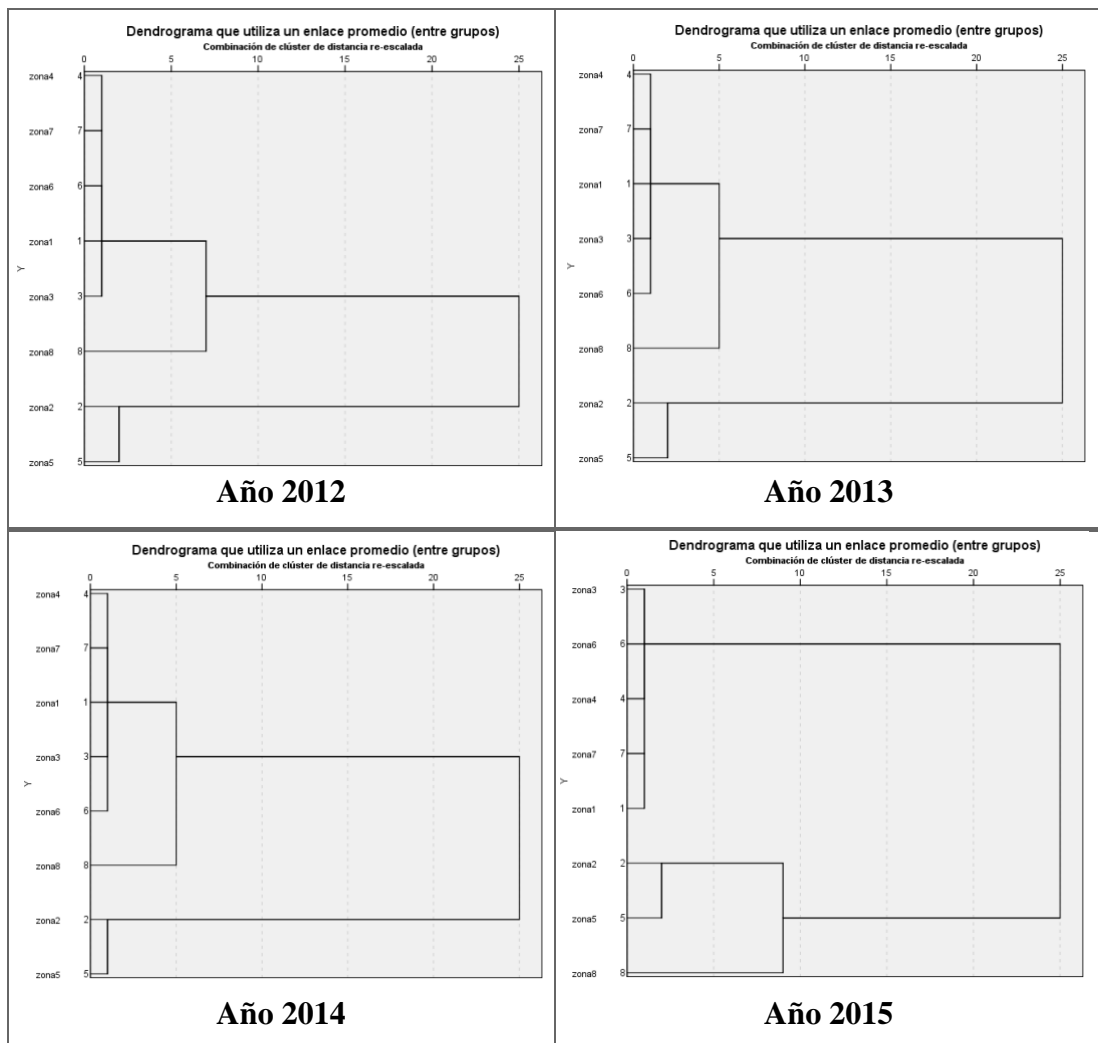 Dendrograma que utiliza un enlace promedio (entre grupos)
Combinación de clúster de distancia re-escalada
0 5 10 15 20 25
zona4 4
zona7 7
zona6 6
zona1 1
Y
zona3 3
zona8 8
zona2 2
zona5 5
Año 2012
Dendrograma que utiliza un enlace promedio (entre grupos)
Combinación de clúster de distancia re-escalada
0 5 10 15 20 25
zona4 4
zona7 7
zona1 1
zona3 3
Y
zona6 6
zona8 8
zona2 2
zona5 5
Año 2013
Dendrograma que utiliza un enlace promedio (entre grupos)
Combinación de clúster de distancia re-escalada
0 5 10 15 20 25
zona4 4
zona7 7
zona1 1
zona3 3
Y
zona6 6
zona8 8
zona2 2
zona5 5
Año 2014
Dendrograma que utiliza un enlace promedio (entre grupos)
Combinación de clúster de distancia re-escalada
0 5 10 15 20 25
zona3 3
zona6 6
zona4 4
zona7 7
Y
zona1 1
zona2 2
zona5 5
zona8 8
Año 2015